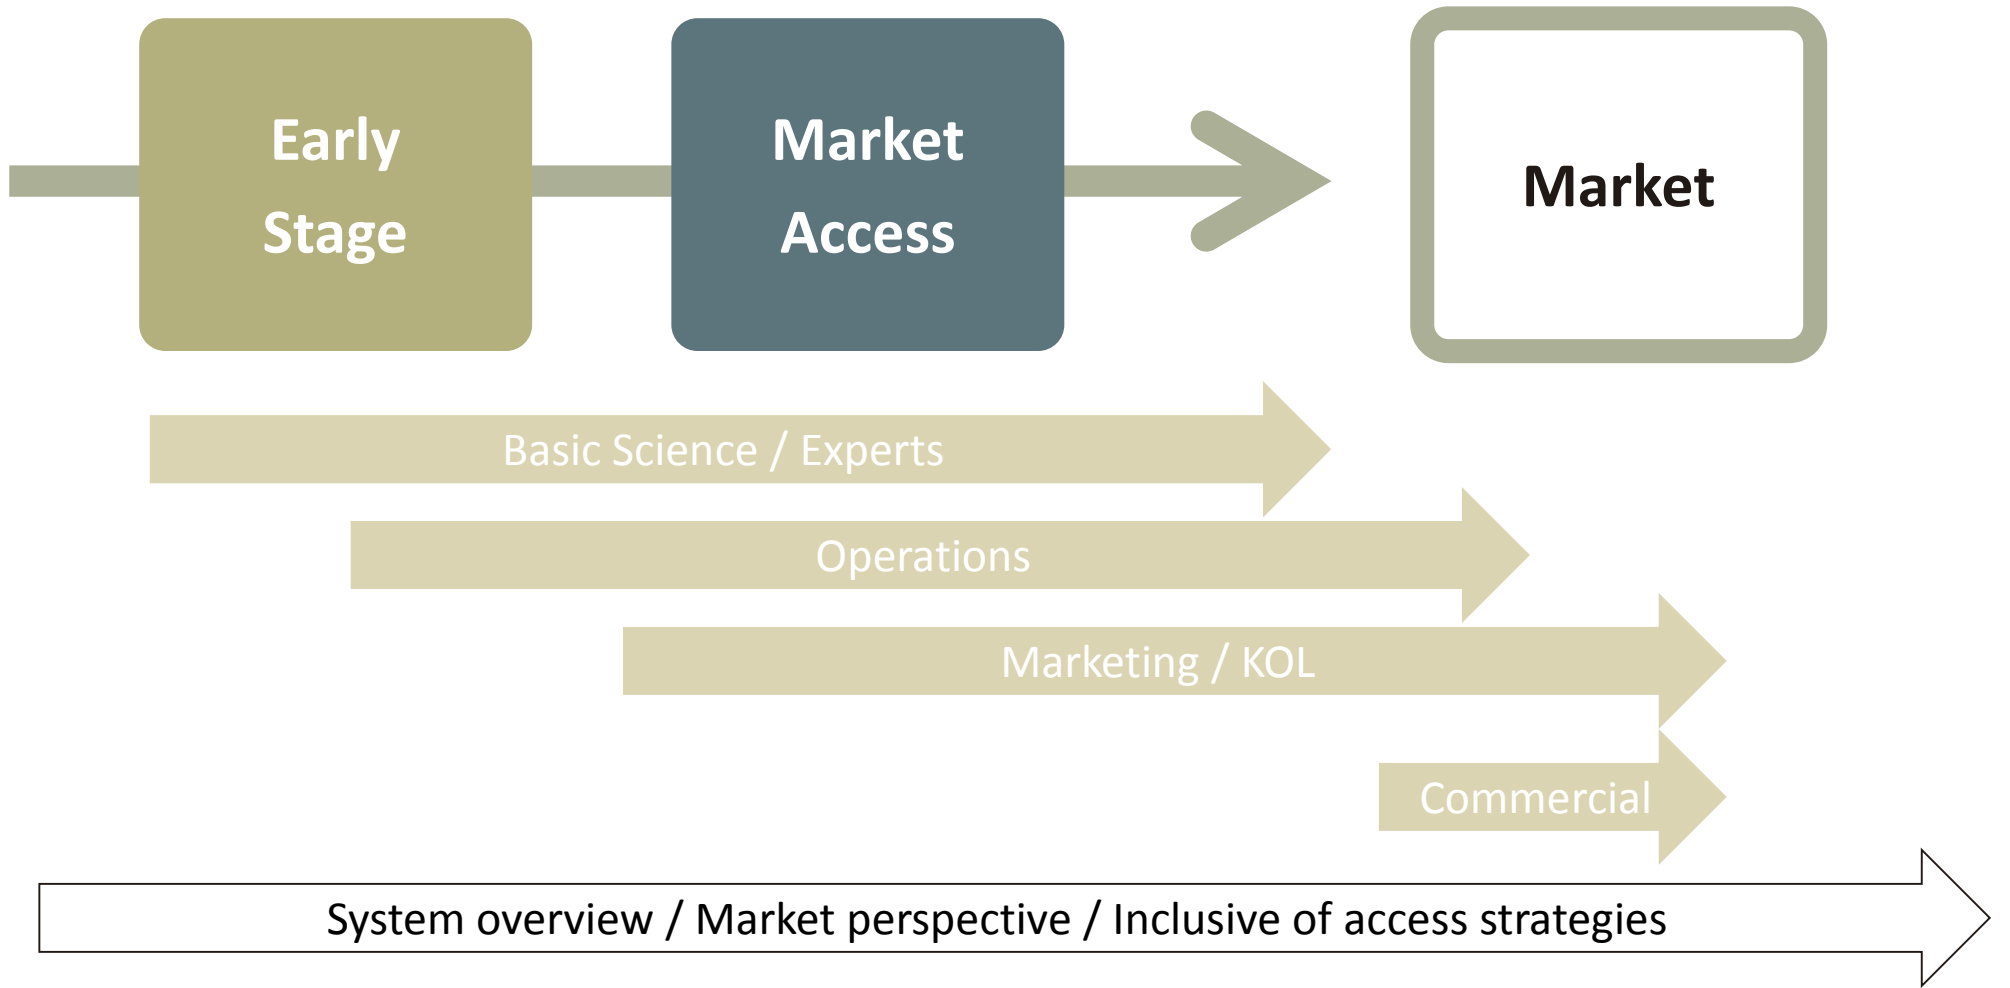 Early
Stage
Market
Access
Market
Basic Science / Experts
Operations
Marketing / KOL
Commercial
System overview / Market perspective / Inclusive of access strategies